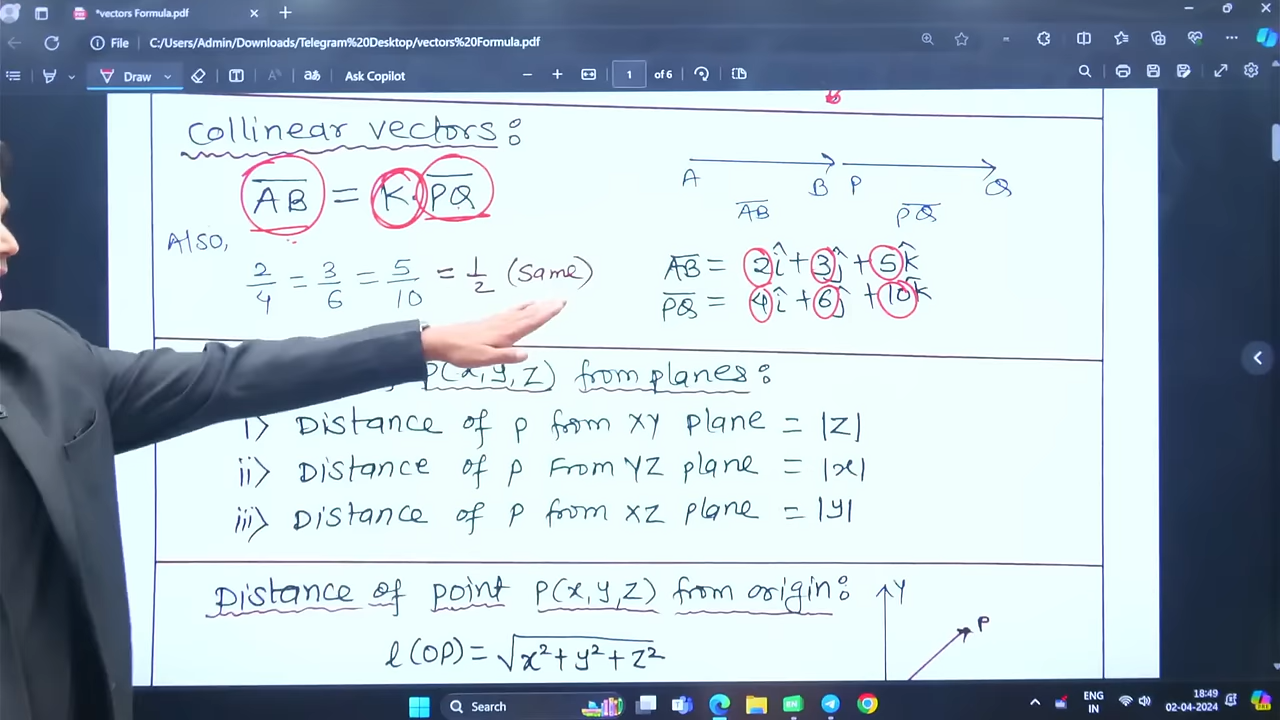 *vectors Formula.pdf
File C:/Users/Admin/Downloads/Telegram%20Desktop/vectors%20Formula.pdf
Draw Ask Copilot 1 of 6
Collinear vectors:
AB = K. PQ
A B P Q
AB PQ
Also,
2/4 = 3/6 = 5/10 = 1/2 (same)
AB = 2î + 3ĵ + 5k̂
PQ = 4î + 6ĵ + 10k̂
P(x,y,z) from planes:
i) Distance of P from XY plane = |z|
ii) Distance of P From YZ plane = |x|
iii) Distance of P from XZ plane = |y|
Distance of point P(x,y,z) from origin:
Y
P
l(OP) = √x²+y²+z²
Search
ENG
IN
18:49
02-04-2024